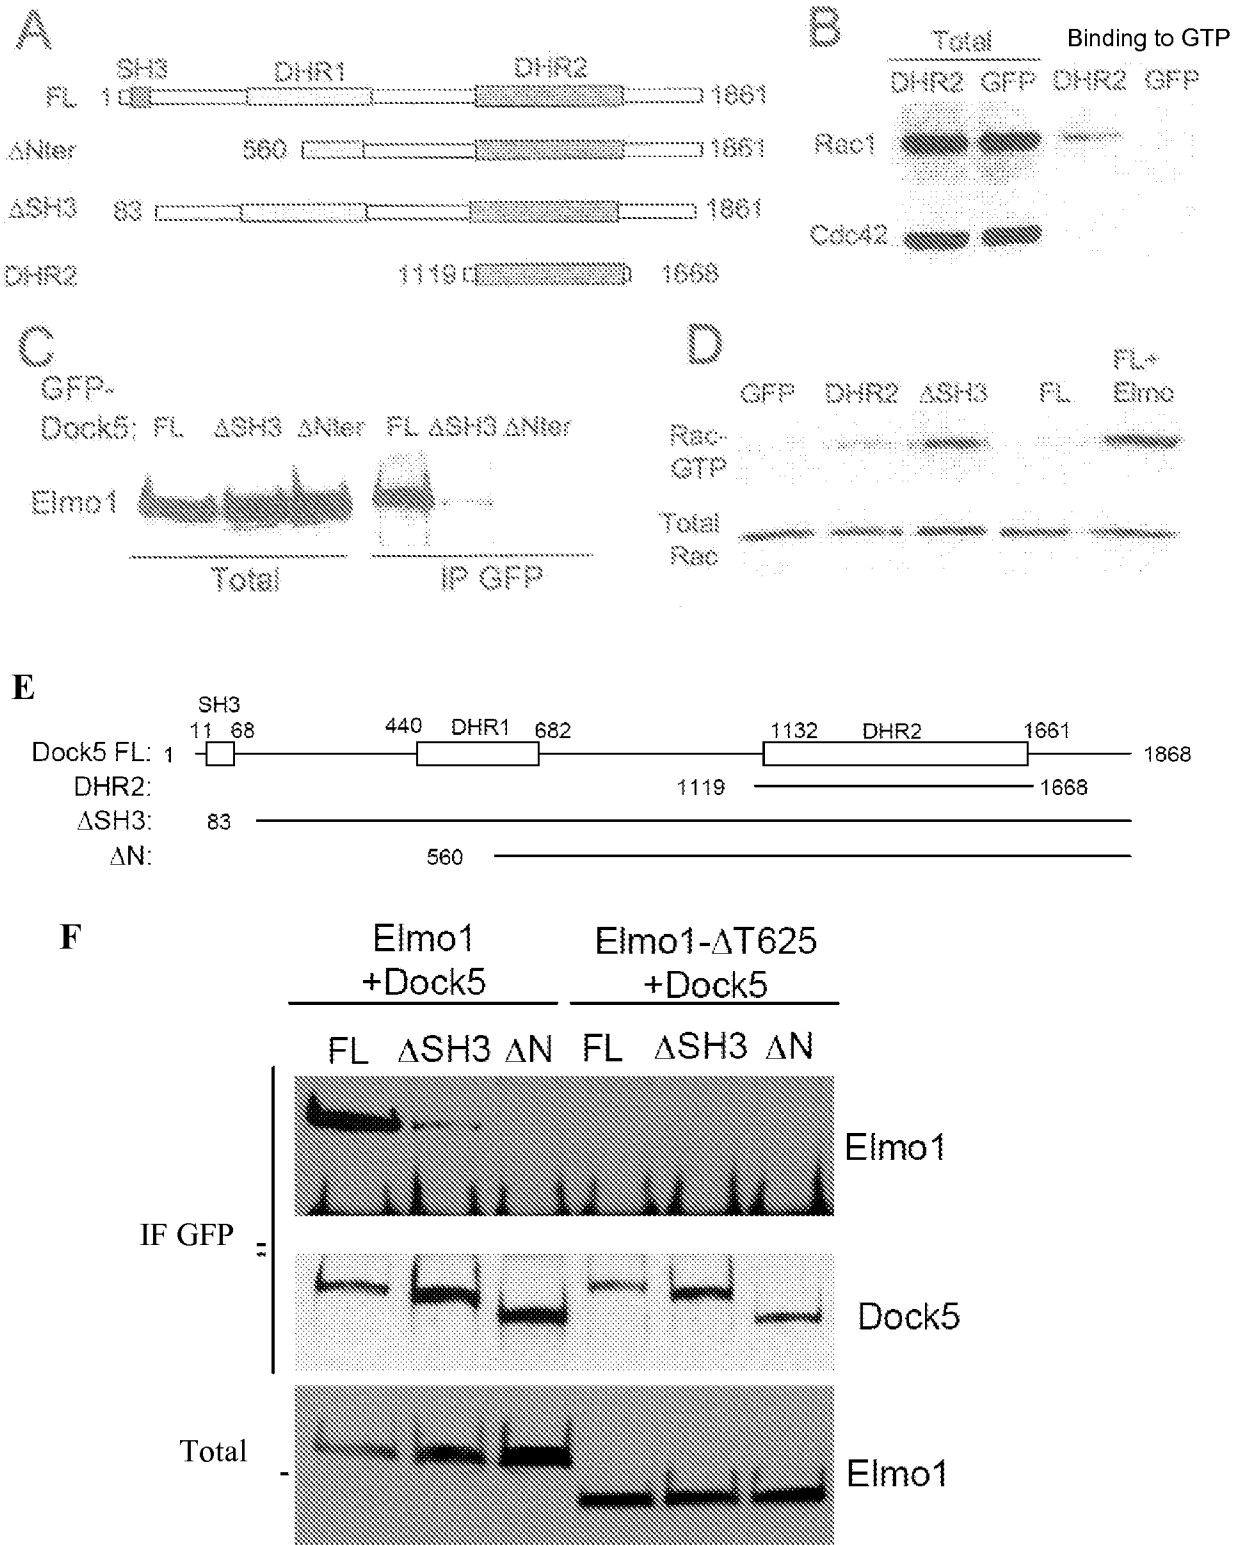 A
SH3 DHR1 DHR2
FL 1 1861
ΔNter 560 1861
ΔSH3 83 1861
DHR2 1119 1668
B
Total Binding to GTP
DHR2 GFP DHR2 GFP
Rac1
Cdc42
C
GFP-
Dock5: FL ΔSH3 ΔNter FL ΔSH3 ΔNter
Elmo1
Total IP GFP
D
FL+
GFP DHR2 ΔSH3 FL Elmo
Rac-
GTP
Total
Rac
E
SH3
11 68 440 DHR1 682 1132 DHR2 1661
Dock5 FL: 1 1868
DHR2: 1119 1668
ΔSH3: 83
ΔN: 560
F
Elmo1 Elmo1-ΔT625
+Dock5 +Dock5
FL ΔSH3 ΔN FL ΔSH3 ΔN
Elmo1
IF GFP
Dock5
Total
Elmo1